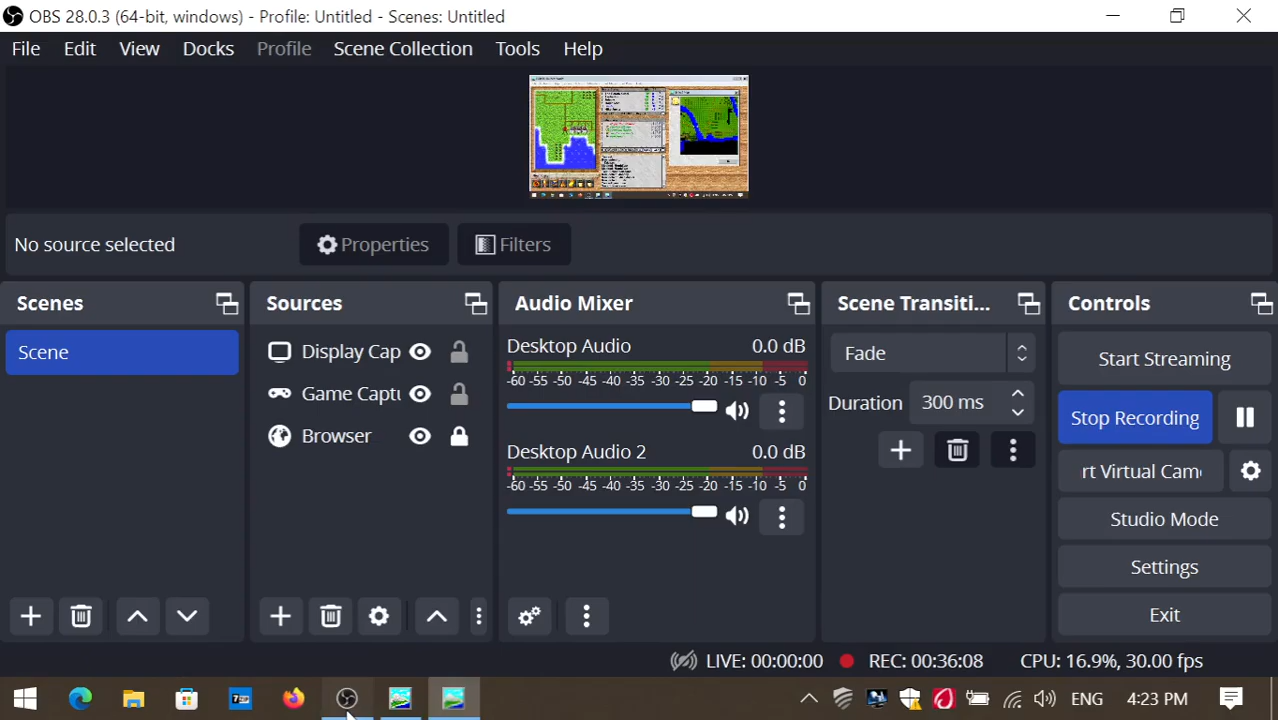 OBS 28.0.3 (64-bit, windows) - Profile: Untitled - Scenes: Untitled
File Edit View Docks Profile Scene Collection Tools Help
No source selected Properties Filters
Scenes Sources Audio Mixer Scene Transiti... Controls
Scene
Display Cap
Game Captu
Browser
Desktop Audio 0.0 dB
-60 -55 -50 -45 -40 -35 -30 -25 -20 -15 -10 -5 0
Desktop Audio 2 0.0 dB
-60 -55 -50 -45 -40 -35 -30 -25 -20 -15 -10 -5 0
Fade
Duration 300 ms
Start Streaming
Stop Recording
rt Virtual Came
Studio Mode
Settings
Exit
LIVE: 00:00:00 REC: 00:36:08 CPU: 16.9%, 30.00 fps
ENG 4:23 PM